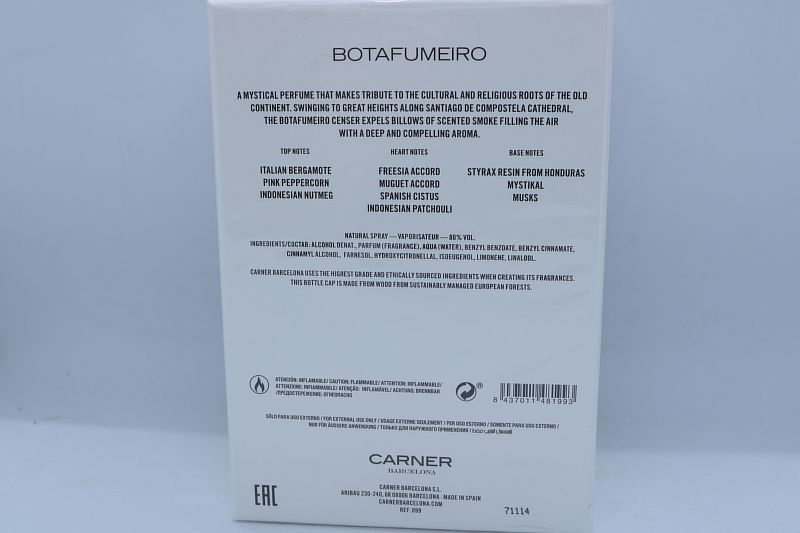 BOTAFUMEIRO
A MYSTICAL PERFUME THAT MAKES TRIBUTE TO THE CULTURAL AND RELIGIOUS ROOTS OF THE OLD
CONTINENT. SWINGING TO GREAT HEIGHTS ALONG SANTIAGO DE COMPOSTELA CATHEDRAL,
THE BOTAFUMEIRO CENSER EXPELS BILLOWS OF SCENTED SMOKE FILLING THE AIR
WITH A DEEP AND COMPELLING AROMA.
TOP NOTES
ITALIAN BERGAMOTE
PINK PEPPERCORN
INDONESIAN NUTMEG
HEART NOTES
FREESIA ACCORD
MUGUET ACCORD
SPANISH CISTUS
INDONESIAN PATCHOULI
BASE NOTES
STYRAX RESIN FROM HONDURAS
MYSTIKAL
MUSKS
NATURAL SPRAY — VAPORISATEUR — 80% VOL.
INGREDIENTS/СОСТАВ: ALCOHOL DENAT., PARFUM (FRAGRANCE), AQUA (WATER), BENZYL BENZOATE, BENZYL CINNAMATE,
CINNAMYL ALCOHOL, FARNESOL, HYDROXYCITRONELLAL, ISOEUGENOL, LIMONENE, LINALOOL.
CARNER BARCELONA USES THE HIGHEST GRADE AND ETHICALLY SOURCED INGREDIENTS WHEN CREATING ITS FRAGRANCES.
THIS BOTTLE CAP IS MADE FROM WOOD FROM SUSTAINABLY MANAGED EUROPEAN FORESTS.
ATENCIÓN: INFLAMABLE/ CAUTION: FLAMMABLE/ ATTENTION: INFLAMMABLE/
ATTENZIONE: INFIAMMABILE/ ATENÇÃO: INFLAMÁVEL/ ACHTUNG: BRENNBAR
/ПРЕДОСТЕРЕЖЕНИЕ: ОГНЕОПАСНО
®
8 437011 481993
SÓLO PARA USO EXTERNO / FOR EXTERNAL USE ONLY / USAGE EXTERNE SEULEMENT / PER USO ESTERNO / SOMENTE PARA USO EXTERNO /
NUR FÜR ÄUSSERE ANWENDUNG / ТОЛЬКО ДЛЯ НАРУЖНОГО ПРИМЕНЕНИЯ /
CARNER
BARCELONA
CARNER BARCELONA S.L.
ARIBAU 230-240, 6K 08006 BARCELONA · MADE IN SPAIN
CARNERBARCELONA.COM
REF. 099
EAC
71114